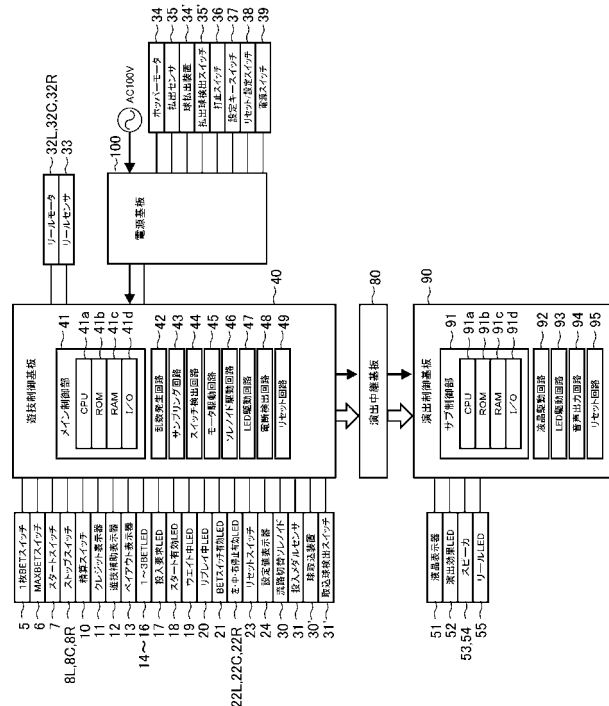 32L,32C,32R
リールモータ
33
リールセンサ
AC100V
100
電源基板
34
ホッパーモータ
35
払出センサ
34'
球払出装置
35'
払出球検出スイッチ
36
打止スイッチ
37
設定キースイッチ
38
リセット/設定スイッチ
39
電源スイッチ
40
遊技制御基板
41
メイン制御部
41a
CPU
41b
ROM
41c
RAM
41d
I/O
42
乱数発生回路
43
サンプリング回路
44
スイッチ検出回路
45
モータ駆動回路
46
ソレノイド駆動回路
47
LED駆動回路
48
電断検出回路
49
リセット回路
5
1枚BETスイッチ
6
MAXBETスイッチ
7
スタートスイッチ
8L,8C,8R
ストップスイッチ
10
精算スイッチ
11
クレジット表示器
12
遊技補助表示器
13
ペイアウト表示器
14～16
1～3BETLED
17
投入要求LED
18
スタート有効LED
19
ウェイト中LED
20
リプレイ中LED
21
BETスイッチ有効LED
22L,22C,22R
左・中・右停止有効LED
23
リセットスイッチ
24
設定値表示器
30
流路切替ソレノイド
31
投入メダルセンサ
30'
球取込装置
31'
取込球検出スイッチ
80
演出中継基板
90
演出制御基板
91
サブ制御部
91a
CPU
91b
ROM
91c
RAM
91d
I/O
92
液晶駆動回路
93
LED駆動回路
94
音声出力回路
95
リセット回路
51
液晶表示器
52
演出効果LED
53,54
スピーカ
55
リールLED